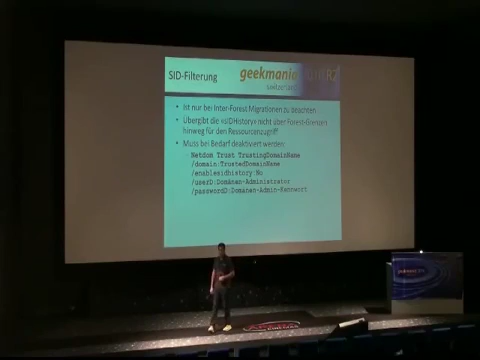 SID-Filterung
geekmania R2
Ist nur bei Inter-Forest Migrationen zu beachten
Übergibt die «sIDHistory» nicht über Forest-Grenzen
hinweg für den Ressourcenzugriff
Muss bei Bedarf deaktiviert werden:
Netdom Trust TrustingDomainName
/domain:TrustedDomainName
/enablesidhistory:No
/userD:Domänen-Administrator
/passwordD:Domänen-Admin-Kennwort